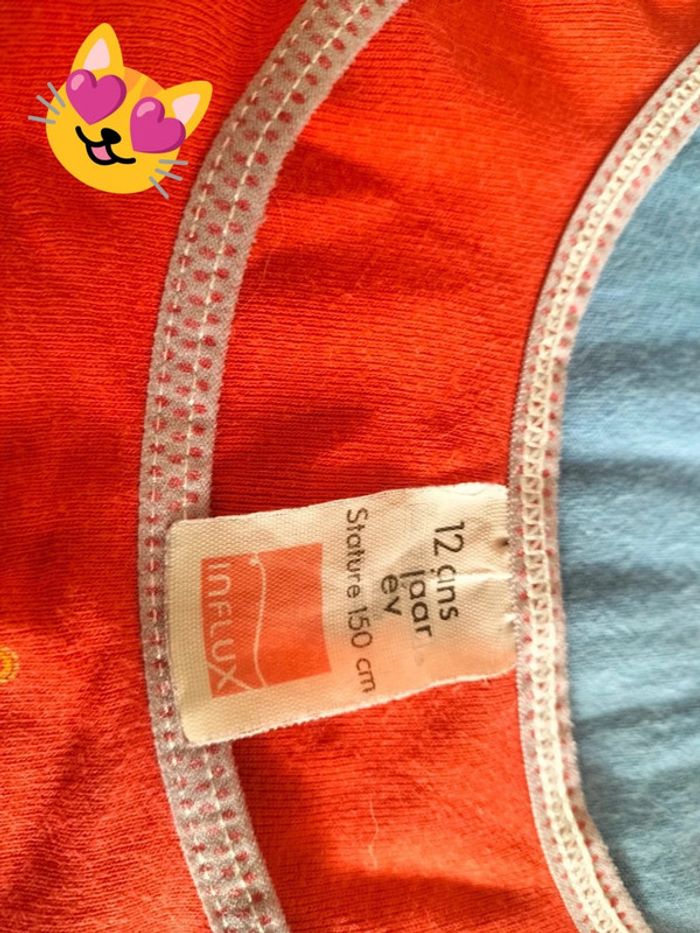 12 ans
jaar
ev
Stature 150 cm
INFLUX